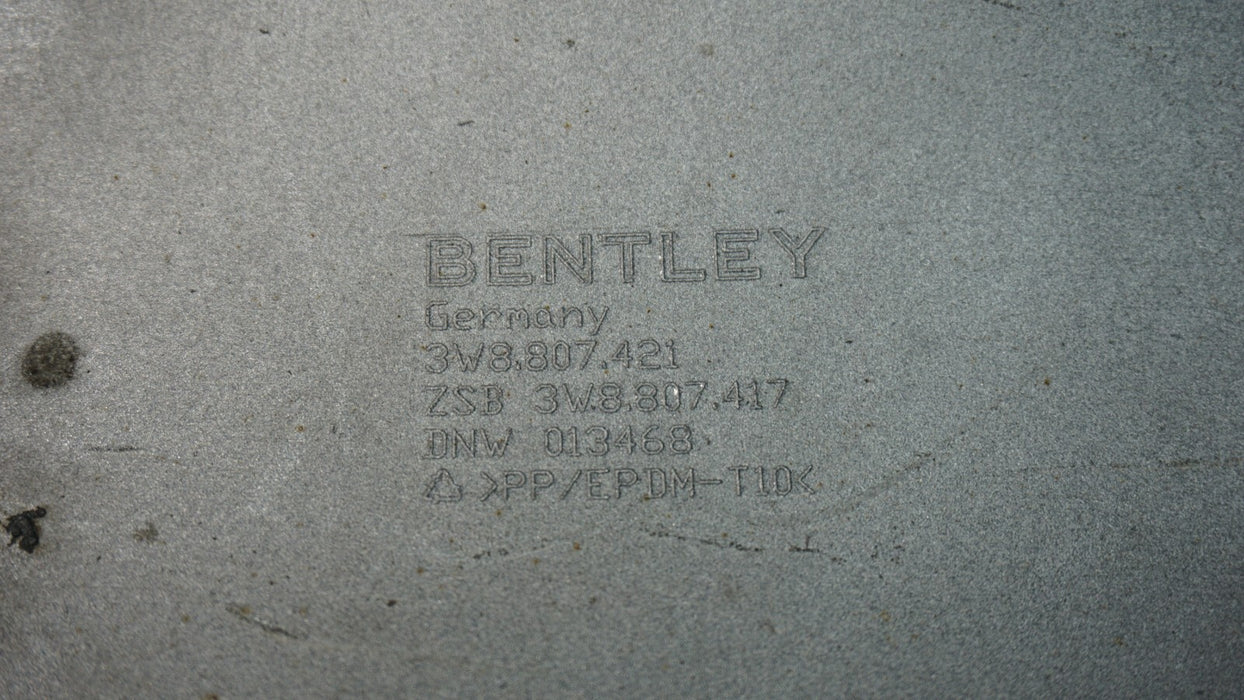 BENTLEY
Germany
3W8.807.421
ZSB 3W8.807.417
DNW 013468
>PP/EPDM-T10<